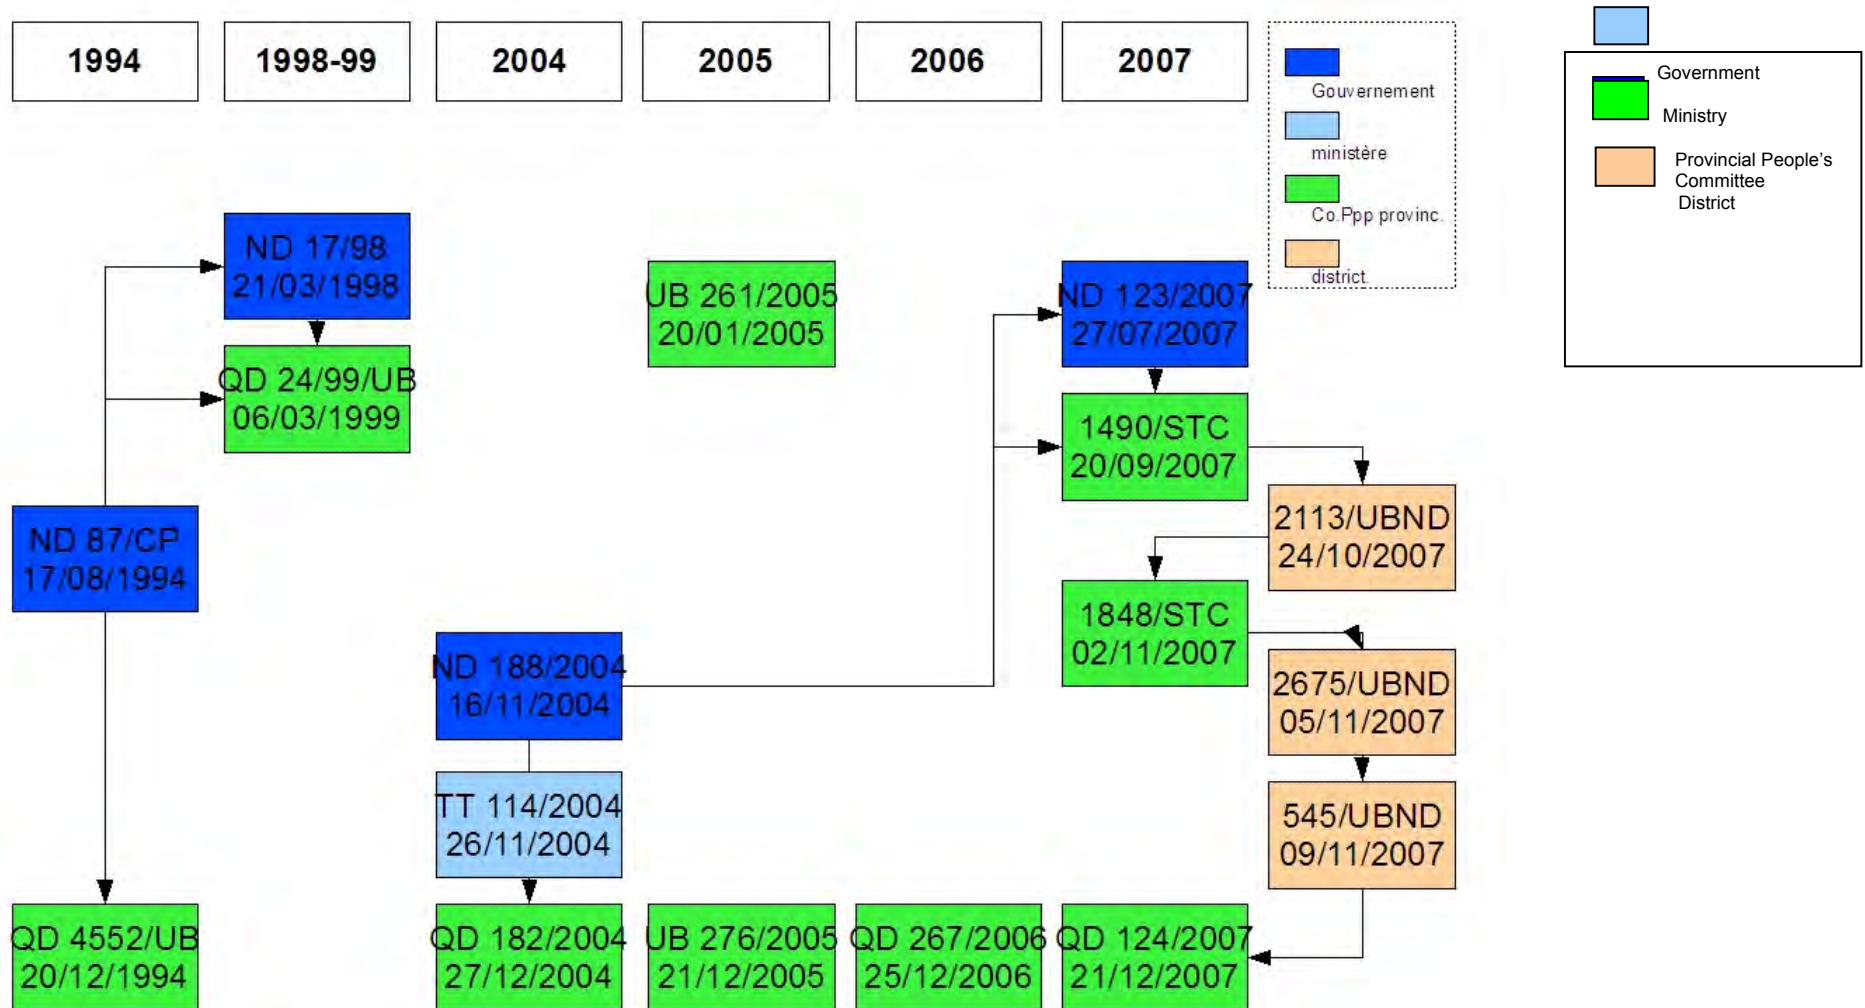 1994
1998-99
2004
2005
2006
2007
Gouvernement
ministère
Co.Ppp provinc.
district.
Government
Ministry
Provincial People's
Committee
District
ND 17/98
21/03/1998
QD 24/99/UB
06/03/1999
UB 261/2005
20/01/2005
ND 123/2007
27/07/2007
1490/STC
20/09/2007
2113/UBND
24/10/2007
ND 87/CP
17/08/1994
1848/STC
02/11/2007
ND 188/2004
16/11/2004
2675/UBND
05/11/2007
TT 114/2004
26/11/2004
545/UBND
09/11/2007
QD 4552/UB
20/12/1994
QD 182/2004
27/12/2004
UB 276/2005
21/12/2005
QD 267/2006
25/12/2006
QD 124/2007
21/12/2007